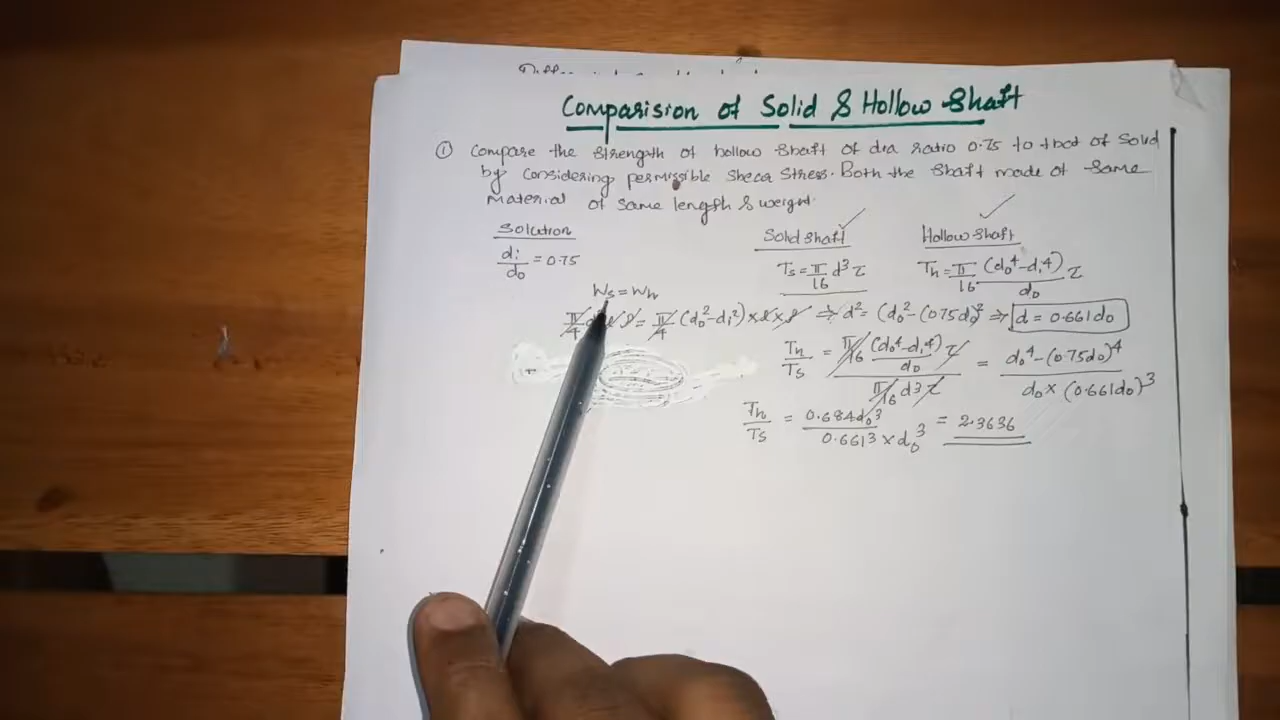 Comparision of Solid & Hollow Shaft
① Compare the strength of hollow shaft of dia ratio 0.75 to that of Solid
by Considering permissible Shear Stress. Both the Shaft made of Same
Material of Same length & weight.
Solution
Solid shaft
Hollow shaft
di/do = 0.75
Ts = π/16 d³ τ
Th = π/16 (do⁴-di⁴)/do τ
Ws = Wh
= π/4 (do²-di²) × ⇒ d² = (do²-(0.75do)² ⇒ d = 0.661do
Th/Ts = π/16 (do⁴-di⁴)/do τ / π/16 d³ τ = do⁴-(0.75do)⁴ / do × (0.661do)³
Th/Ts = 0.684do³ / 0.661³ × do³ = 2.3636